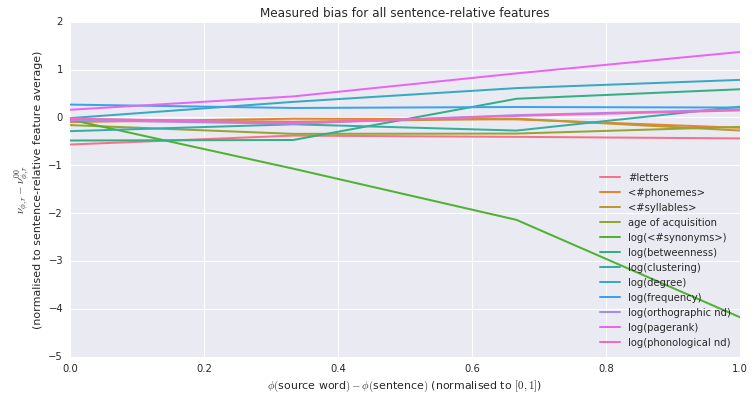 Measured bias for all sentence-relative features
2
1
0
−1
−2
−3
−4
−5
0.0 0.2 0.4 0.6 0.8 1.0
ν_{ϕ,r} − ν_{ϕ,r}^{00}
(normalised to sentence-relative feature average)
ϕ(source word) − ϕ(sentence) (normalised to [0, 1])
#letters
<#phonemes>
<#syllables>
age of acquisition
log(<#synonyms>)
log(betweenness)
log(clustering)
log(degree)
log(frequency)
log(orthographic nd)
log(pagerank)
log(phonological nd)